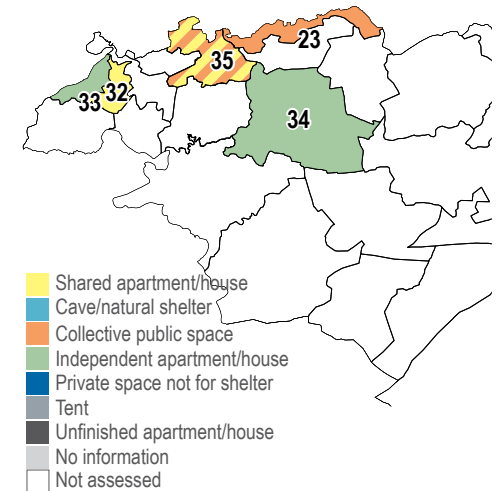 23
35
32
33
34
Shared apartment/house
Cave/natural shelter
Collective public space
Independent apartment/house
Private space not for shelter
Tent
Unfinished apartment/house
No information
Not assessed